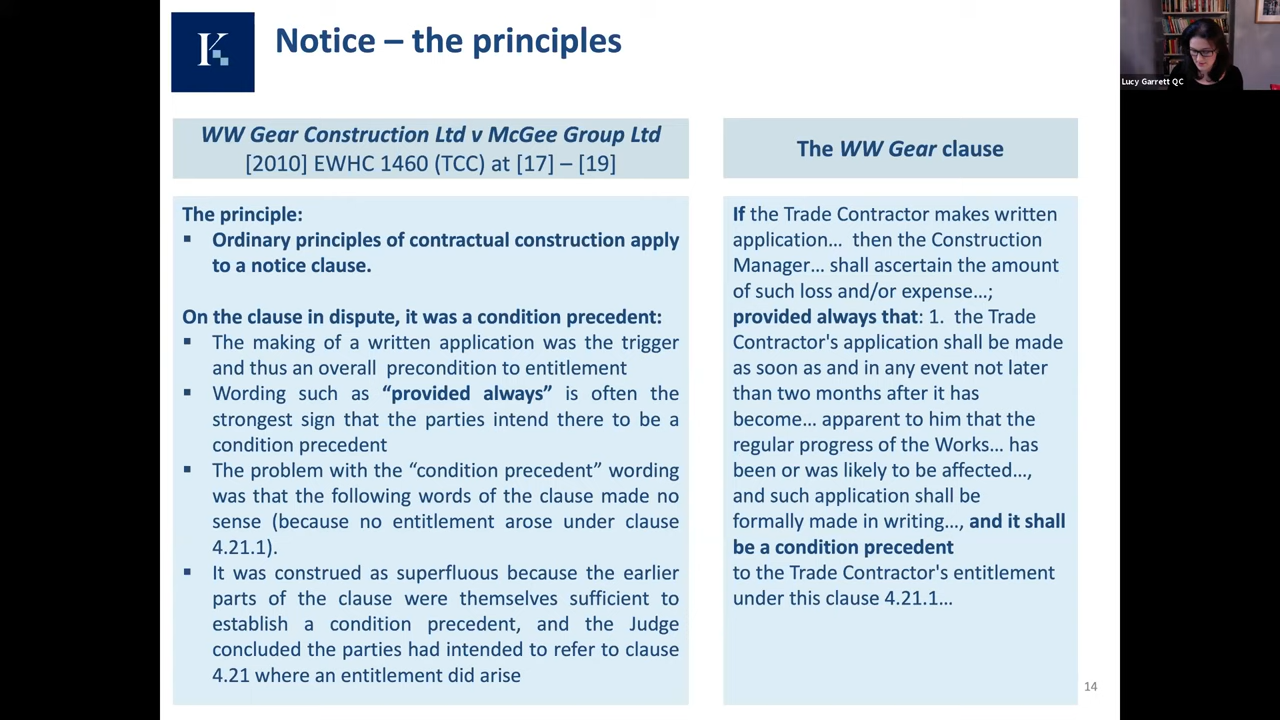 K
Notice – the principles
Lucy Garrett QC
WW Gear Construction Ltd v McGee Group Ltd
[2010] EWHC 1460 (TCC) at [17] – [19]
The principle:
▪ Ordinary principles of contractual construction apply
to a notice clause.
On the clause in dispute, it was a condition precedent:
▪ The making of a written application was the trigger
and thus an overall precondition to entitlement
▪ Wording such as “provided always” is often the
strongest sign that the parties intend there to be a
condition precedent
▪ The problem with the “condition precedent” wording
was that the following words of the clause made no
sense (because no entitlement arose under clause
4.21.1).
▪ It was construed as superfluous because the earlier
parts of the clause were themselves sufficient to
establish a condition precedent, and the Judge
concluded the parties had intended to refer to clause
4.21 where an entitlement did arise
The WW Gear clause
If the Trade Contractor makes written
application… then the Construction
Manager… shall ascertain the amount
of such loss and/or expense…;
provided always that: 1. the Trade
Contractor's application shall be made
as soon as and in any event not later
than two months after it has
become… apparent to him that the
regular progress of the Works… has
been or was likely to be affected…,
and such application shall be
formally made in writing…, and it shall
be a condition precedent
to the Trade Contractor's entitlement
under this clause 4.21.1…
14